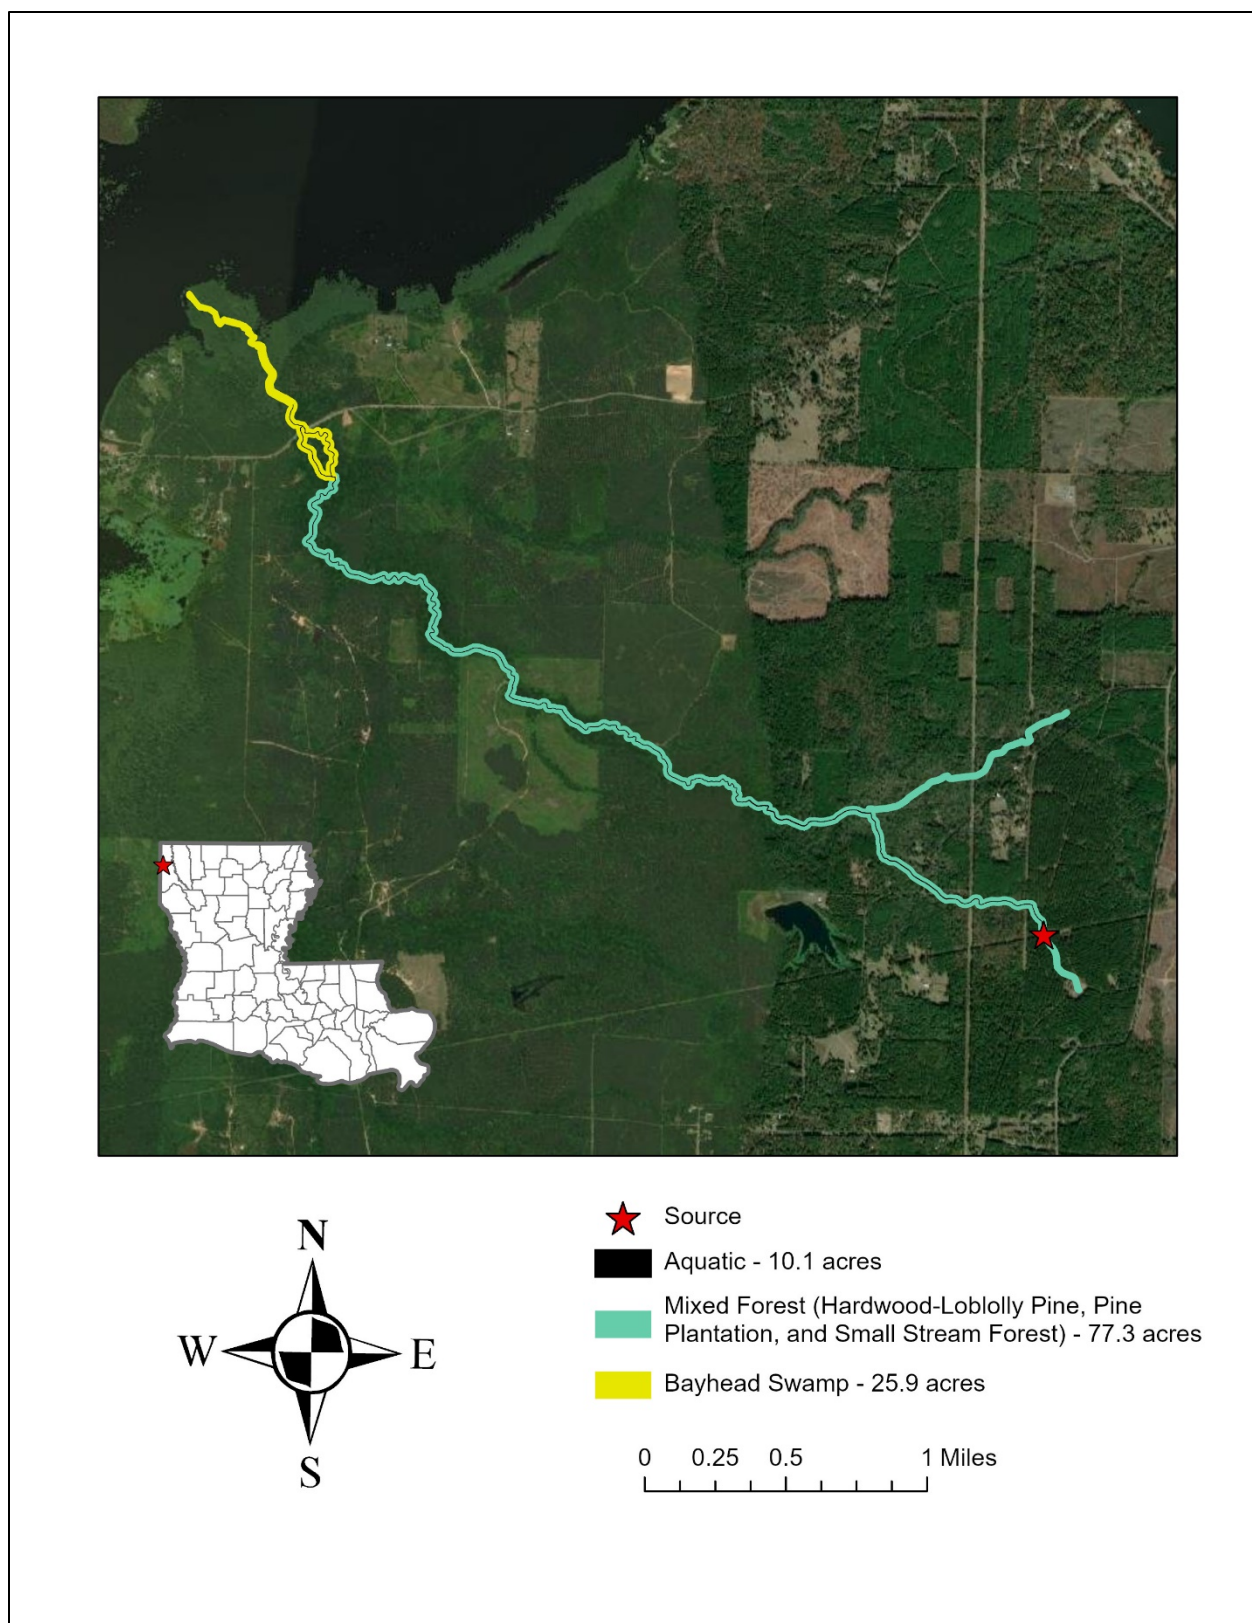 N
W
E
S
Source
Aquatic - 10.1 acres
Mixed Forest (Hardwood-Loblolly Pine, Pine
Plantation, and Small Stream Forest) - 77.3 acres
Bayhead Swamp - 25.9 acres
0 0.25 0.5 1 Miles